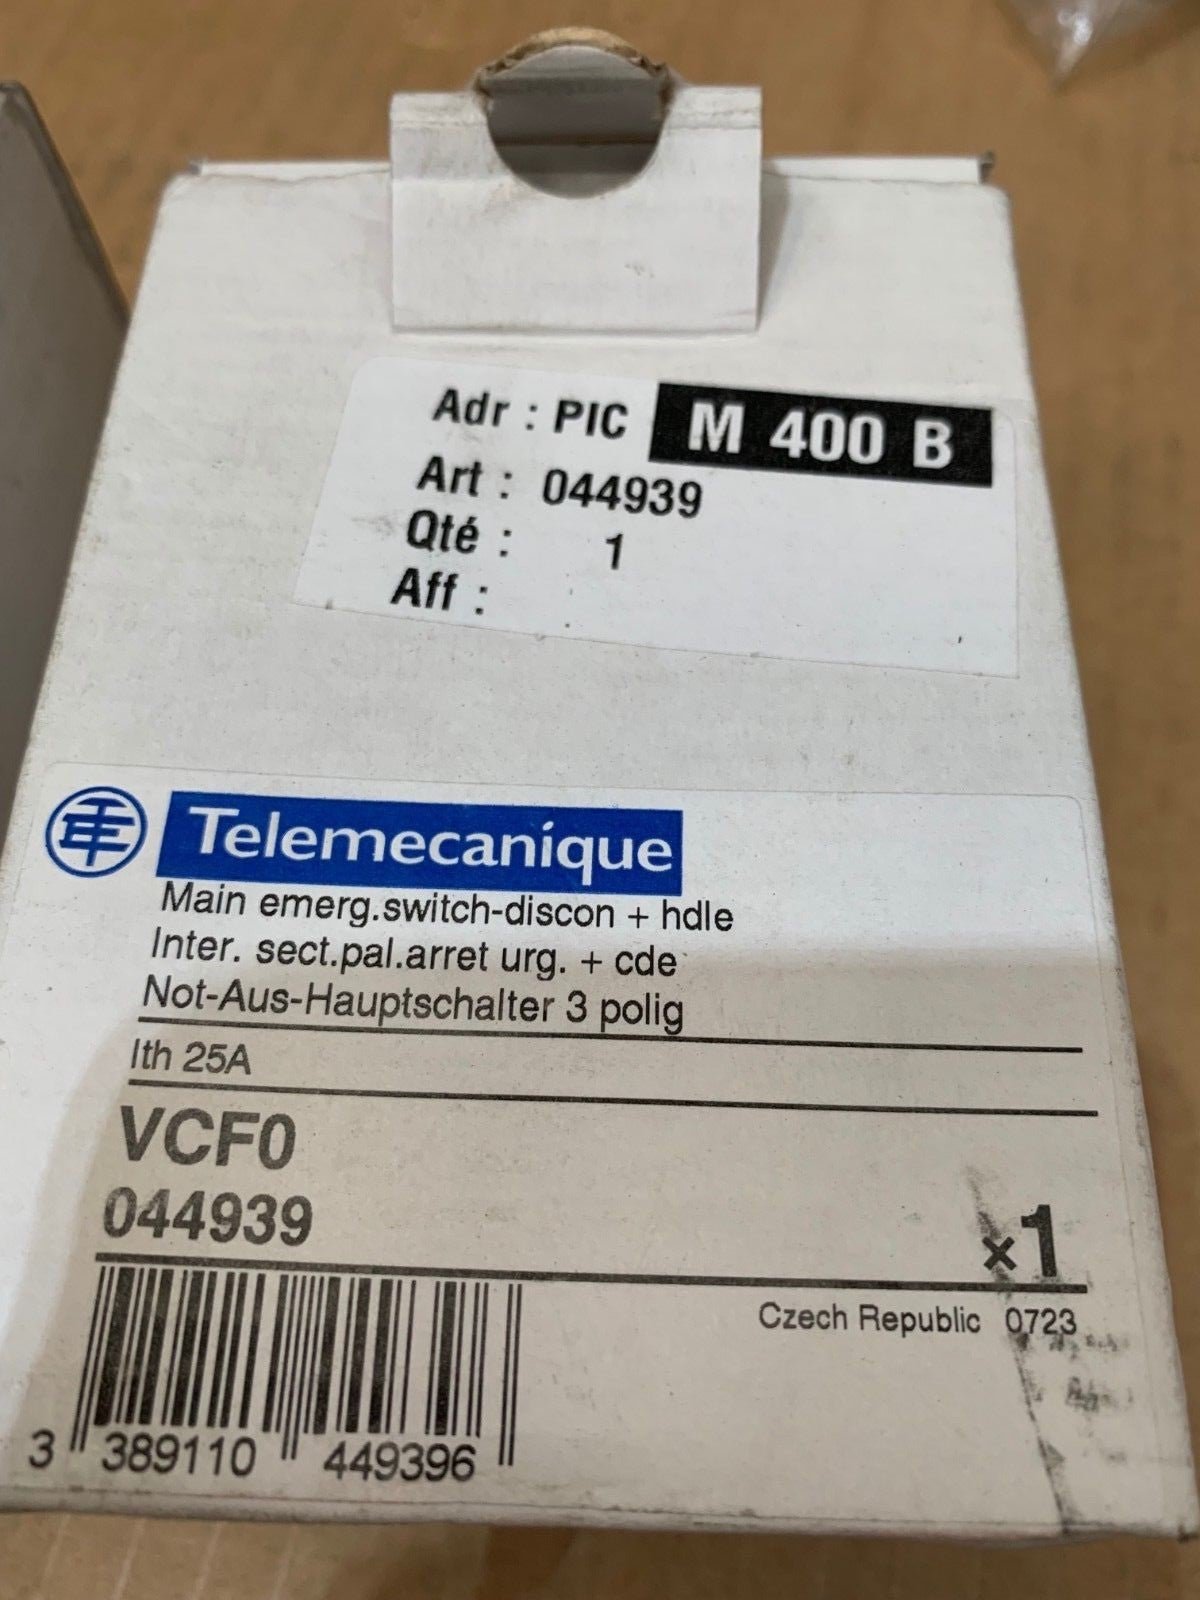 Adr : PIC M 400 B
Art : 044939
Qté : 1
Aff :
Telemecanique
Main emerg.switch-discon + hdle
Inter. sect.pal.arret urg. + cde
Not-Aus-Hauptschalter 3 polig
Ith 25A
VCF0
044939
×1
Czech Republic 0723
3 389110 449396